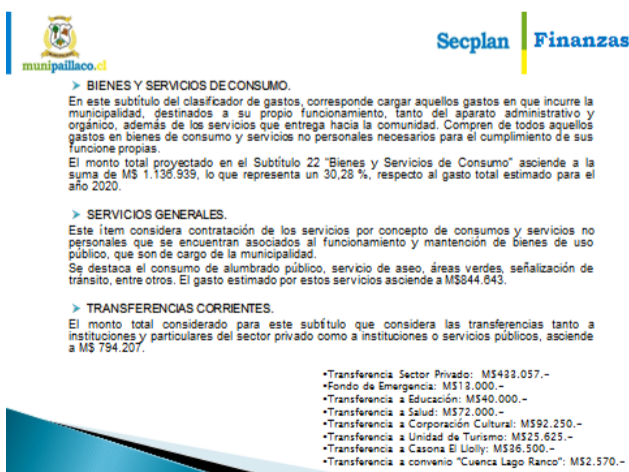 munipaillaco.cl
Secplan Finanzas
➤ BIENES Y SERVICIOS DE CONSUMO.
En este subtítulo del clasificador de gastos, corresponde cargar aquellos gastos en que incurre la
municipalidad, destinados a su propio funcionamiento, tanto del aparato administrativo y
orgánico, además de los servicios que entrega hacia la comunidad. Compren de todos aquellos
gastos en bienes de consumo y servicios no personales necesarios para el cumplimiento de sus
funcione propias.
El monto total proyectado en el Subtítulo 22 "Bienes y Servicios de Consumo" asciende a la
suma de M$ 1.136.939, lo que representa un 30,28 %, respecto al gasto total estimado para el
año 2020.
➤ SERVICIOS GENERALES.
Este ítem considera contratación de los servicios por concepto de consumos y servicios no
personales que se encuentran asociados al funcionamiento y mantención de bienes de uso
público, que son de cargo de la municipalidad.
Se destaca el consumo de alumbrado público, servicio de aseo, áreas verdes, señalización de
tránsito, entre otros. El gasto estimado por estos servicios asciende a M$844.643.
➤ TRANSFERENCIAS CORRIENTES.
El monto total considerado para este subtítulo que considera las transferencias tanto a
instituciones y particulares del sector privado como a instituciones o servicios públicos, asciende
a M$ 794.207.
•Transferencia Sector Privado: M$433.057.-
•Fondo de Emergencia: M$13.000.-
•Transferencia a Educación: M$40.000.-
•Transferencia a Salud: M$72.000.-
•Transferencia a Corporación Cultural: M$92.250.-
•Transferencia a Unidad de Turismo: M$25.625.-
•Transferencia a Casona El Llolly: M$36.500.-
•Transferencia a convenio "Cuenca Lago Ranco": M$2.570.-